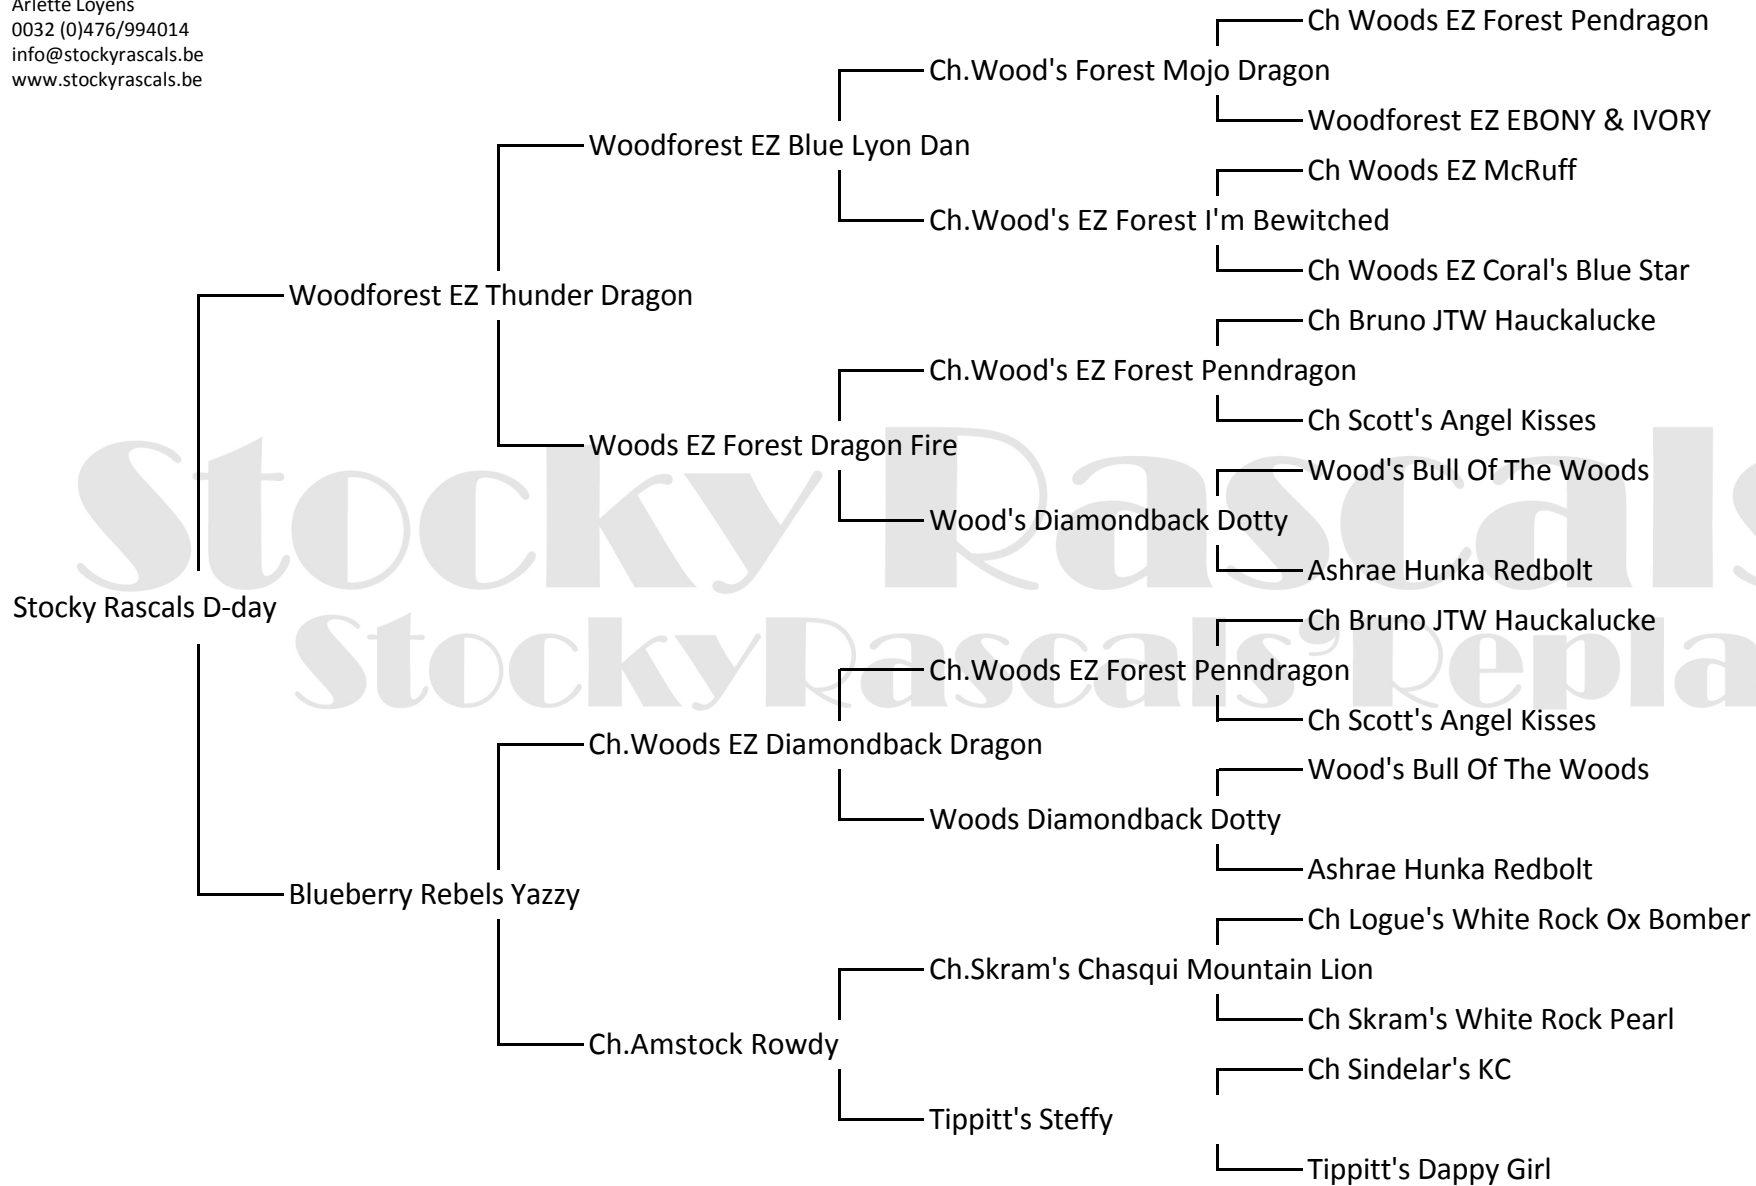 Arlette Loyens
0032 (0)476/994014
info@stockyrascals.be
www.stockyrascals.be
Ch Woods EZ Forest Pendragon
Ch.Wood's Forest Mojo Dragon
Woodforest EZ EBONY & IVORY
Woodforest EZ Blue Lyon Dan
Ch Woods EZ McRuff
Ch.Wood's EZ Forest I'm Bewitched
Ch Woods EZ Coral's Blue Star
Woodforest EZ Thunder Dragon
Ch Bruno JTW Hauckalucke
Ch.Wood's EZ Forest Penndragon
Ch Scott's Angel Kisses
Woods EZ Forest Dragon Fire
Wood's Bull Of The Woods
Wood's Diamondback Dotty
Ashrae Hunka Redbolt
Stocky Rascals
Stocky Rascals D-day
StockyRascals' Repla
Ch Bruno JTW Hauckalucke
Ch.Woods EZ Forest Penndragon
Ch Scott's Angel Kisses
Ch.Woods EZ Diamondback Dragon
Wood's Bull Of The Woods
Woods Diamondback Dotty
Ashrae Hunka Redbolt
Blueberry Rebels Yazzy
Ch Logue's White Rock Ox Bomber
Ch.Skram's Chasqui Mountain Lion
Ch Skram's White Rock Pearl
Ch.Amstock Rowdy
Ch Sindelar's KC
Tippitt's Steffy
Tippitt's Dappy Girl